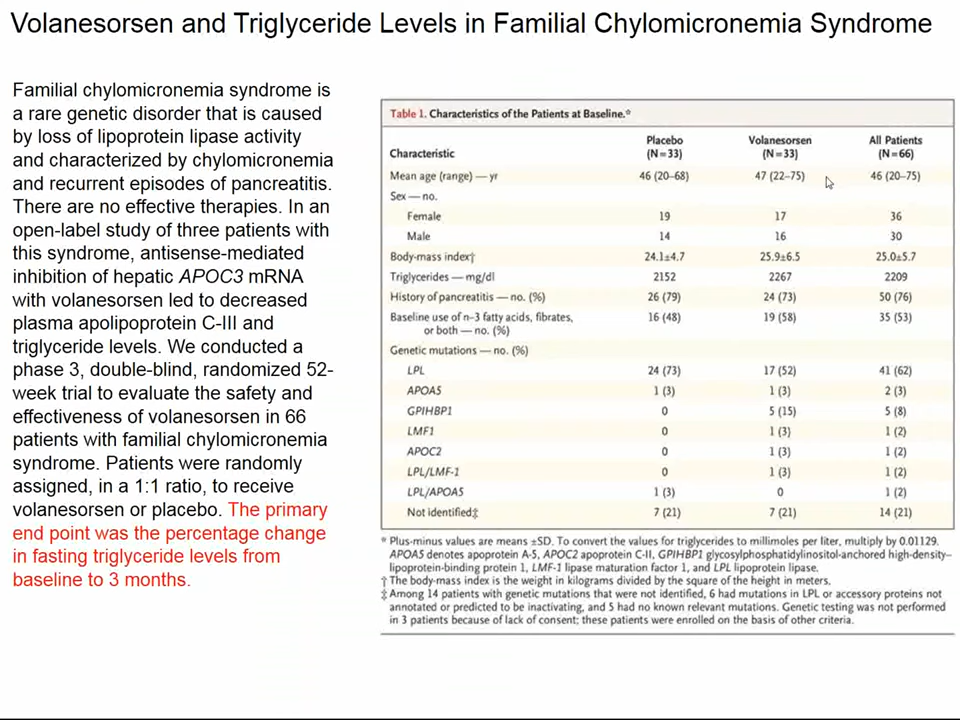 Volanesorsen and Triglyceride Levels in Familial Chylomicronemia Syndrome
Familial chylomicronemia syndrome is
a rare genetic disorder that is caused
by loss of lipoprotein lipase activity
and characterized by chylomicronemia
and recurrent episodes of pancreatitis.
There are no effective therapies. In an
open-label study of three patients with
this syndrome, antisense-mediated
inhibition of hepatic APOC3 mRNA
with volanesorsen led to decreased
plasma apolipoprotein C-III and
triglyceride levels. We conducted a
phase 3, double-blind, randomized 52-
week trial to evaluate the safety and
effectiveness of volanesorsen in 66
patients with familial chylomicronemia
syndrome. Patients were randomly
assigned, in a 1:1 ratio, to receive
volanesorsen or placebo. The primary
end point was the percentage change
in fasting triglyceride levels from
baseline to 3 months.
Table 1. Characteristics of the Patients at Baseline.*
Characteristic Placebo (N=33) Volanesorsen (N=33) All Patients (N=66)
Mean age (range) — yr 46 (20–68) 47 (22–75) 46 (20–75)
Sex — no.
Female 19 17 36
Male 14 16 30
Body-mass index† 24.1±4.7 25.9±6.5 25.0±5.7
Triglycerides — mg/dl 2152 2267 2209
History of pancreatitis — no. (%) 26 (79) 24 (73) 50 (76)
Baseline use of n–3 fatty acids, fibrates, or both — no. (%) 16 (48) 19 (58) 35 (53)
Genetic mutations — no. (%)
LPL 24 (73) 17 (52) 41 (62)
APOA5 1 (3) 1 (3) 2 (3)
GPIHBP1 0 5 (15) 5 (8)
LMF1 0 1 (3) 1 (2)
APOC2 0 1 (3) 1 (2)
LPL/LMF-1 0 1 (3) 1 (2)
LPL/APOA5 1 (3) 0 1 (2)
Not identified‡ 7 (21) 7 (21) 14 (21)
* Plus-minus values are means ±SD. To convert the values for triglycerides to millimoles per liter, multiply by 0.01129.
APOA5 denotes apoprotein A-5, APOC2 apoprotein C-II, GPIHBP1 glycosylphosphatidylinositol-anchored high-density–
lipoprotein-binding protein 1, LMF-1 lipase maturation factor 1, and LPL lipoprotein lipase.
† The body-mass index is the weight in kilograms divided by the square of the height in meters.
‡ Among 14 patients with genetic mutations that were not identified, 6 had mutations in LPL or accessory proteins not
annotated or predicted to be inactivating, and 5 had no known relevant mutations. Genetic testing was not performed
in 3 patients because of lack of consent; these patients were enrolled on the basis of other criteria.